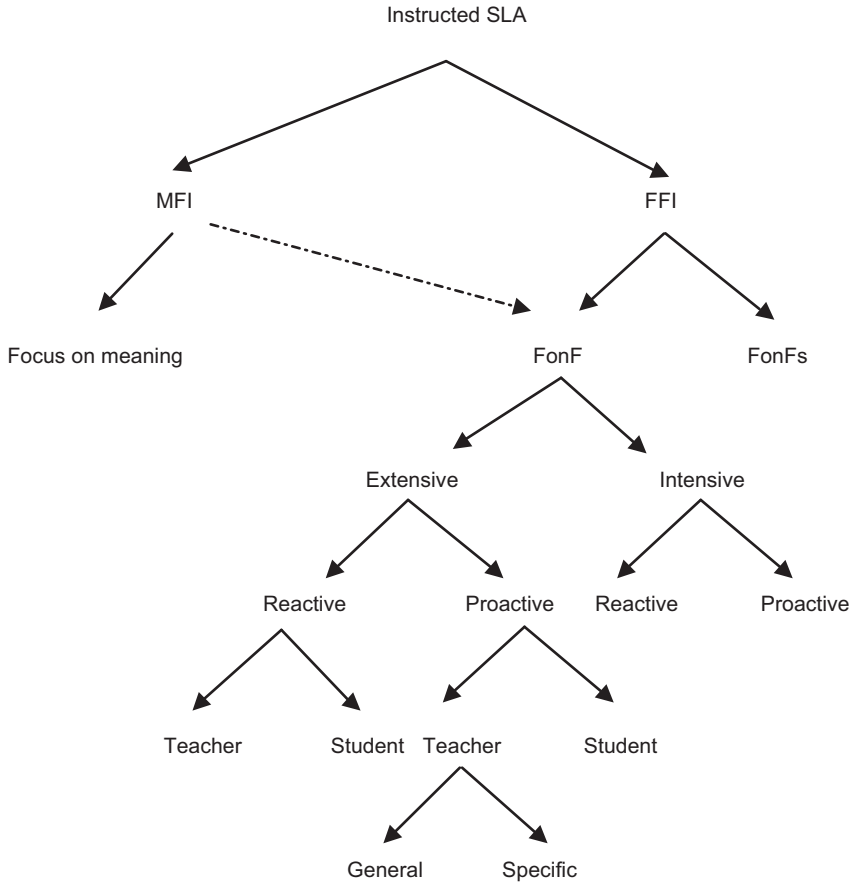 Instructed SLA
MFI FFI
Focus on meaning FonF FonFs
Extensive Intensive
Reactive Proactive Reactive Proactive
Teacher Student Teacher Student
General Specific